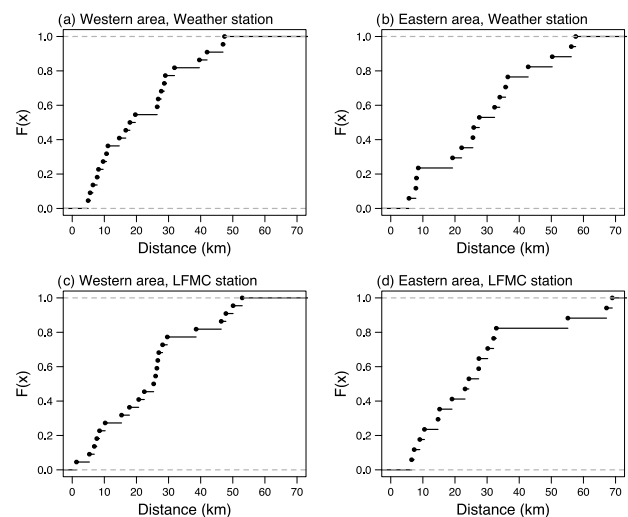 (a) Western area, Weather station
1.0
0.8
0.6
0.4
0.2
0.0
F(x)
0 10 20 30 40 50 60 70
Distance (km)
(b) Eastern area, Weather station
1.0
0.8
0.6
0.4
0.2
0.0
F(x)
0 10 20 30 40 50 60 70
Distance (km)
(c) Western area, LFMC station
1.0
0.8
0.6
0.4
0.2
0.0
F(x)
0 10 20 30 40 50 60 70
Distance (km)
(d) Eastern area, LFMC station
1.0
0.8
0.6
0.4
0.2
0.0
F(x)
0 10 20 30 40 50 60 70
Distance (km)